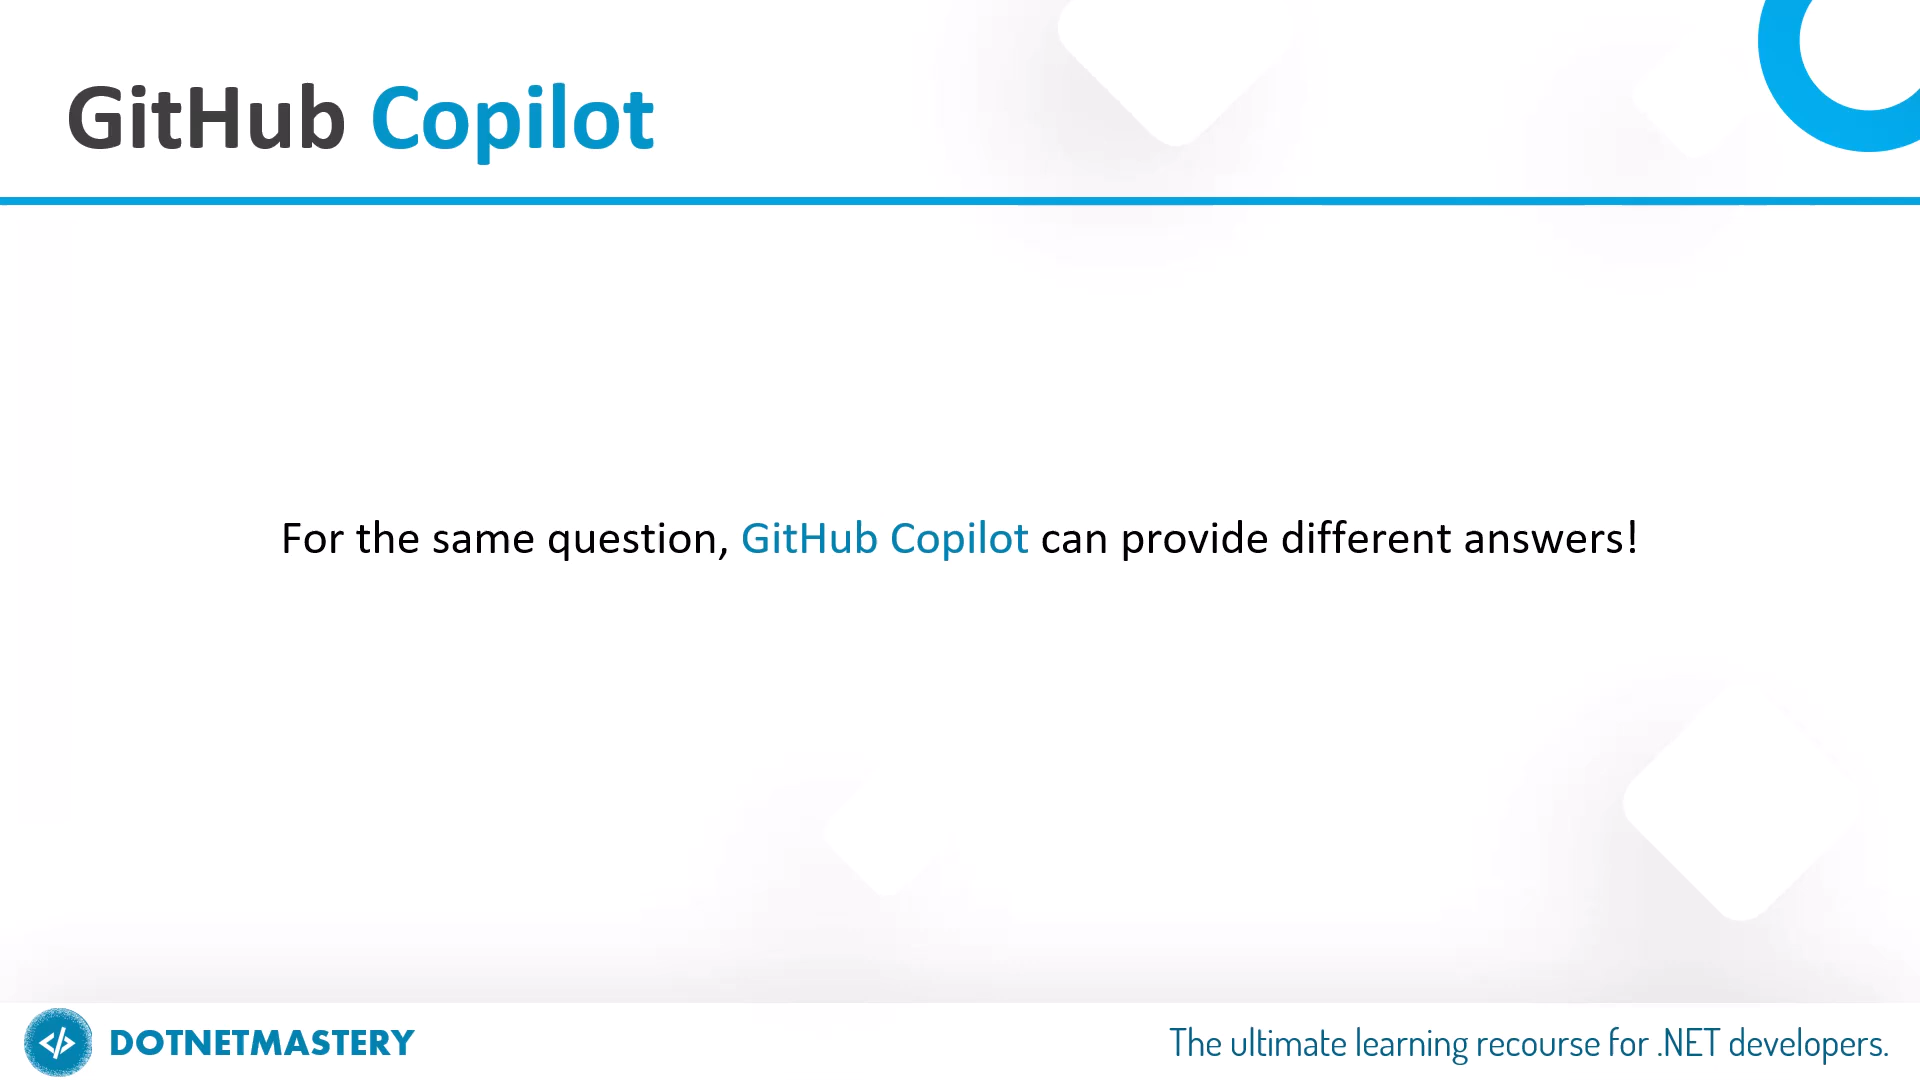 GitHub Copilot
For the same question, GitHub Copilot can provide different answers!
</> DOTNETMASTERY
The ultimate learning recourse for .NET developers.